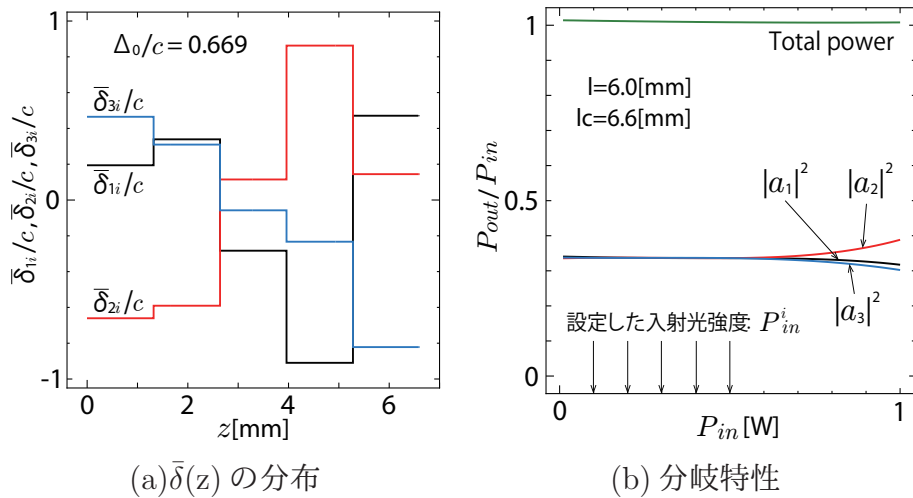 1
Δ₀/c = 0.669
δ̄₃ᵢ/c
δ̄₁ᵢ/c
δ̄₂ᵢ/c
0
-1
δ̄₁ᵢ/c, δ̄₂ᵢ/c, δ̄₃ᵢ/c
0 2 4 6
z[mm]
(a)δ̄(z) の分布
1
Total power
l=6.0[mm]
lc=6.6[mm]
|a₁|² |a₂|²
0.5
|a₃|²
設定した入射光強度: Pⁱᵢₙ
0
Pout/Pin
0 1
Pin[W]
(b) 分岐特性